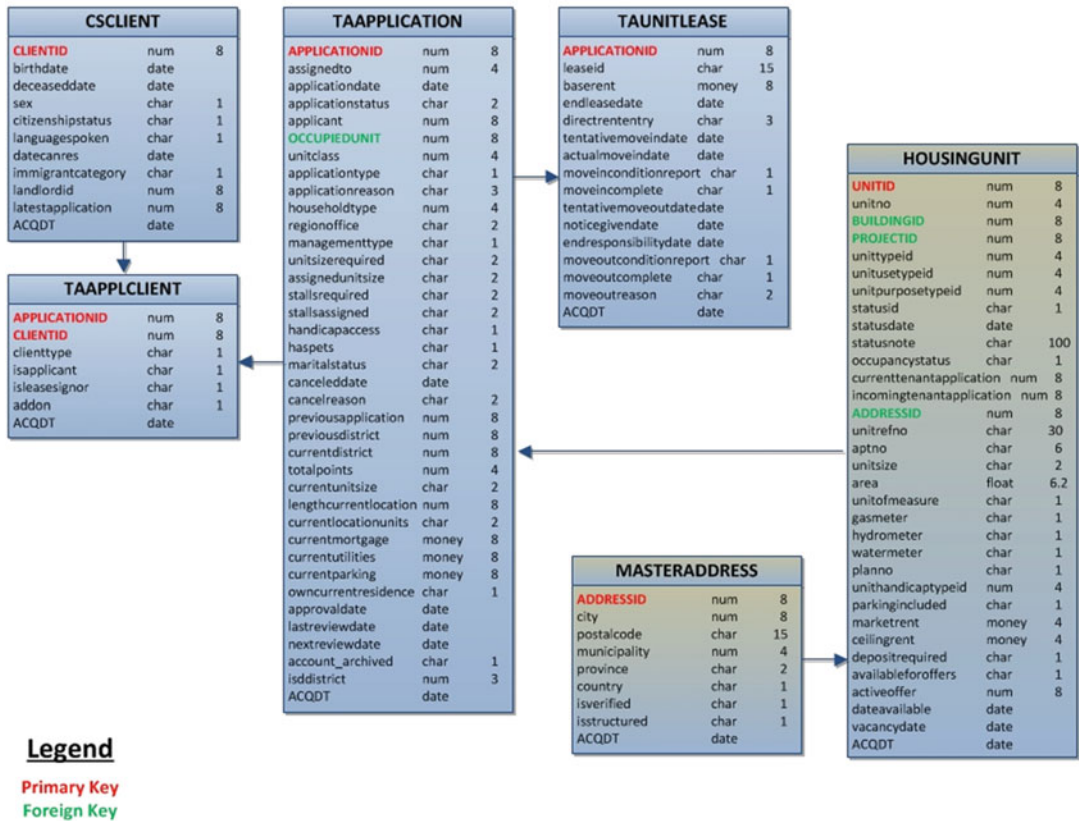 CSCLIENT
CLIENTID num 8
birthdate date
deceaseddate date
sex char 1
citizenshipstatus char 1
languagespoken char 1
datecanres date
immigrantcategory char 1
landlordid num 8
latestapplication num 8
ACQDT date
TAAPPLCLIENT
APPLICATIONID num 8
CLIENTID num 8
clienttype char 1
isapplicant char 1
isleasesignor char 1
addon char 1
ACQDT date
TAAPPLICATION
APPLICATIONID num 8
assignedto num 4
applicationdate date
applicationstatus char 2
applicant num 8
OCCUPIEDUNIT num 8
unitclass num 4
applicationtype char 1
applicationreason char 3
householdtype num 4
regionoffice char 2
managementtype char 1
unitsizerequired char 2
assignedunitsize char 2
stallsrequired char 2
stallsassigned char 2
handicapaccess char 1
haspets char 1
maritalstatus char 2
canceleddate date
cancelreason char 2
previousapplication num 8
previousdistrict num 8
currentdistrict num 8
totalpoints num 4
currentunitsize char 2
lengthcurrentlocation num 8
currentlocationunits char 2
currentmortgage money 8
currentutilities money 8
currentparking money 8
owncurrentresidence char 1
approvaldate date
lastreviewdate date
nextreviewdate date
account_archived char 1
isddistrict num 3
ACQDT date
TAUNITLEASE
APPLICATIONID num 8
leaseid char 15
baserent money 8
endleasedate date
directrententry char 3
tentativemoveindate date
actualmoveindate date
moveinconditionreport char 1
moveincomplete char 1
tentativemoveoutdate date
noticegivendate date
endresponsibilitydate date
moveoutconditionreport char 1
moveoutcomplete char 1
moveoutreason char 2
ACQDT date
HOUSINGUNIT
UNITID num 8
unitno num 4
BUILDINGID num 8
PROJECTID num 8
unittypeid num 4
unitusetypeid num 4
unitpurposetypeid num 4
statusid char 1
statusdate date
statusnote char 100
occupancystatus char 1
currenttenantapplication num 8
incomingtenantapplication num 8
ADDRESSID num 8
unitrefno char 30
aptno char 6
unitsize char 2
area float 6.2
unitofmeasure char 1
gasmeter char 1
hydrometer char 1
watermeter char 1
planno char 1
unithandicaptypeid num 4
parkingincluded char 1
marketrent money 4
ceilingrent money 4
depositrequired char 1
availableforoffers char 1
activeoffer num 8
dateavailable date
vacancydate date
ACQDT date
MASTERADDRESS
ADDRESSID num 8
city num 8
postalcode char 15
municipality num 4
province char 2
country char 1
isverified char 1
isstructured char 1
ACQDT date
Legend
Primary Key
Foreign Key